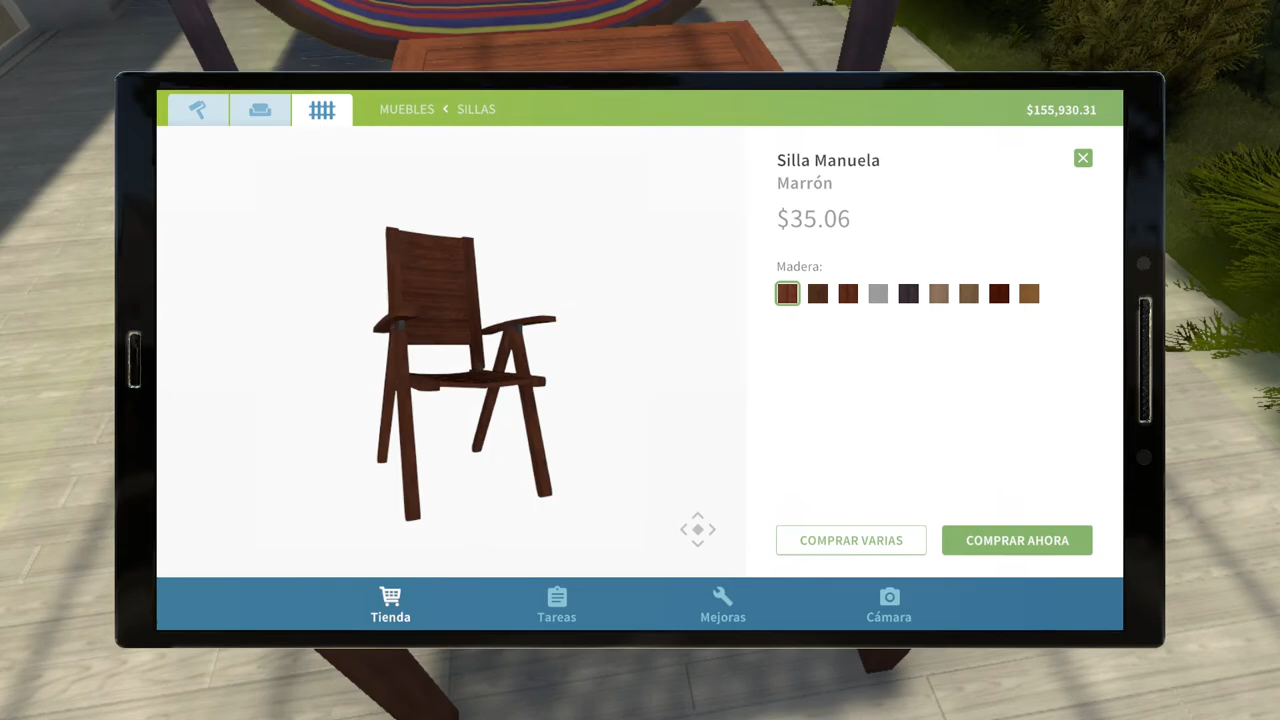 MUEBLES < SILLAS
$155,930.31
Silla Manuela
Marrón
$35.06
Madera:
COMPRAR VARIAS
COMPRAR AHORA
Tienda
Tareas
Mejoras
Cámara